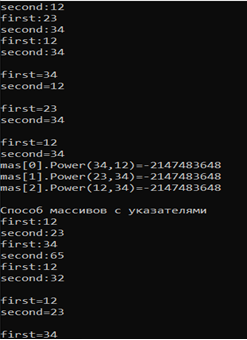 second:12
first:23
second:34
first:12
second:34
first=34
second=12
first=23
second=34
first=12
second=34
mas[0].Power(34,12)=-2147483648
mas[1].Power(23,34)=-2147483648
mas[2].Power(12,34)=-2147483648
Способ массивов с указателями
first:12
second:23
first:34
second:65
first:12
second:32
first=12
second=23
first=34